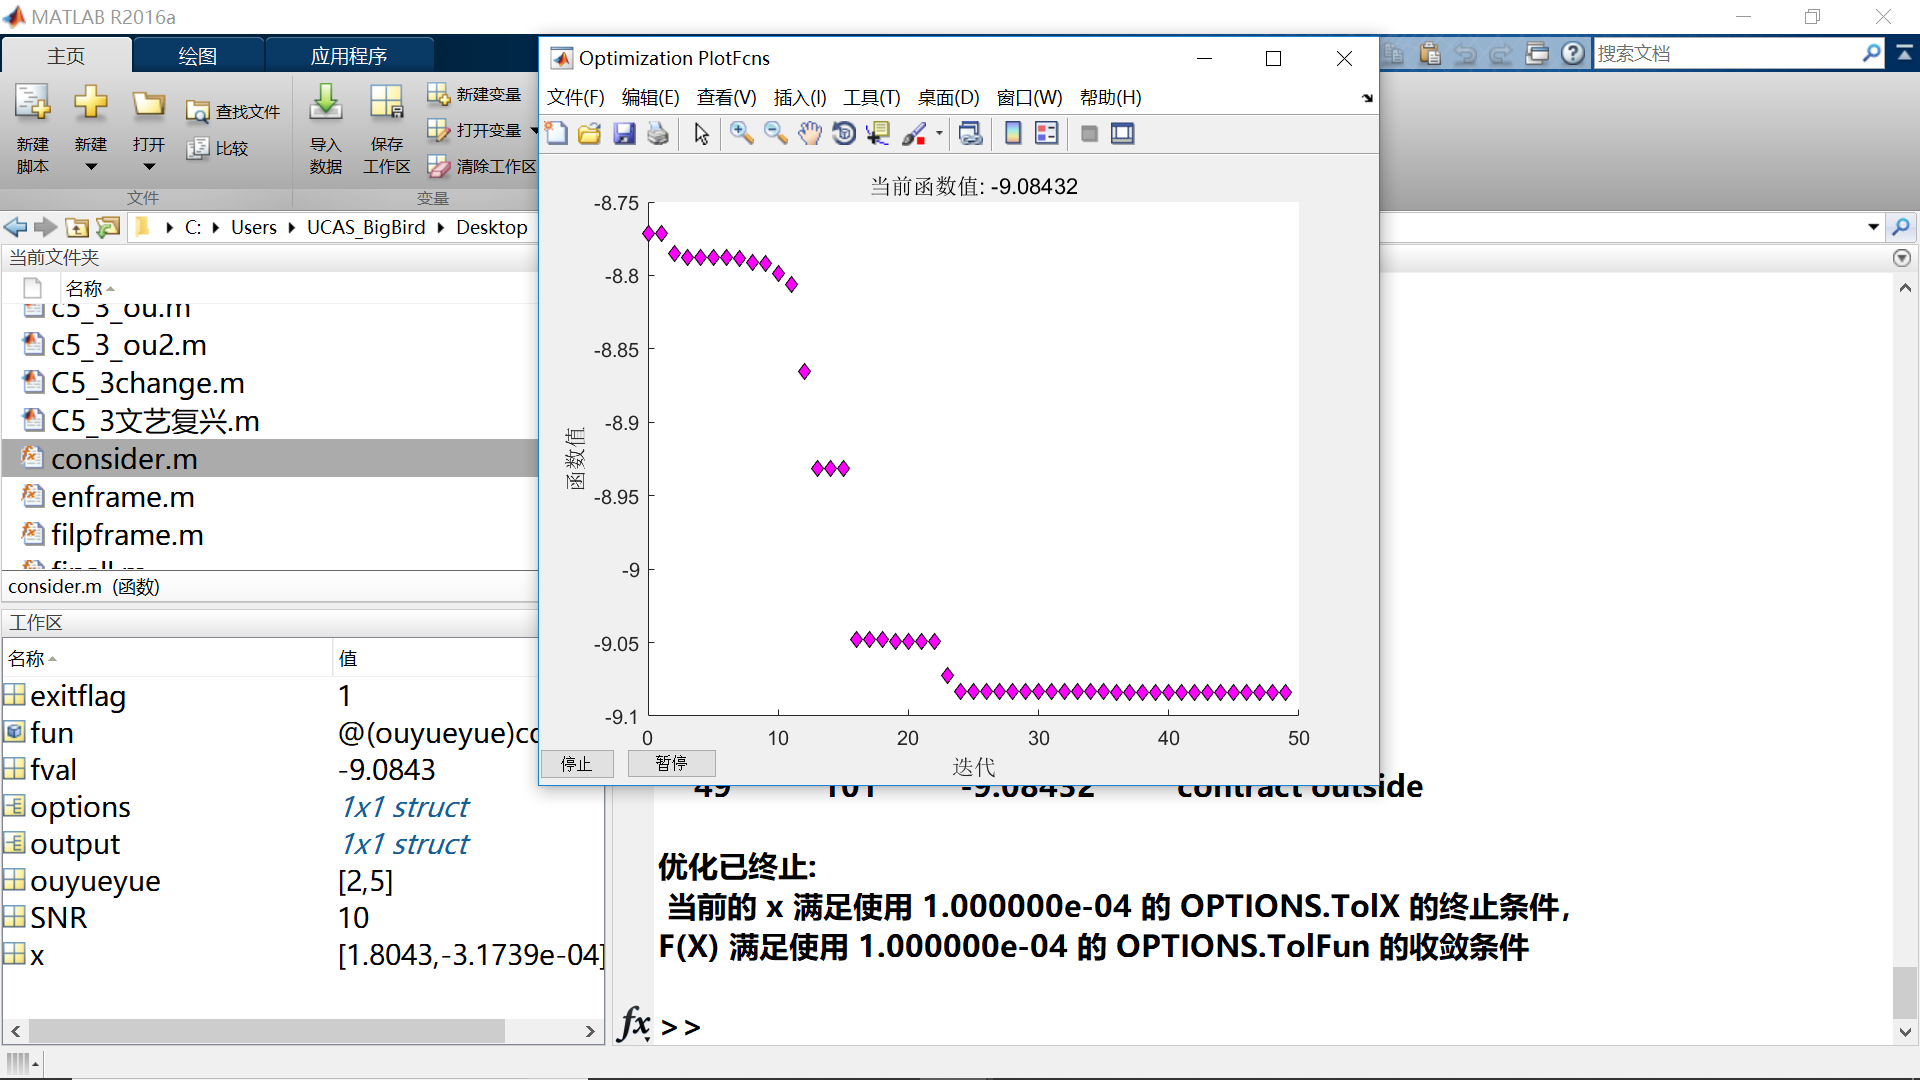 MATLAB R2016a
主页
绘图
应用程序
搜索文档
新建
脚本
新建
打开
查找文件
比较
导入
数据
保存
工作区
新建变量
打开变量
清除工作区
文件
变量
C:
Users
UCAS_BigBird
Desktop
当前文件夹
名称
c5_3_ou.m
c5_3_ou2.m
C5_3change.m
C5_3文艺复兴.m
consider.m
enframe.m
filpframe.m
consider.m (函数)
工作区
名称
值
exitflag
1
fun
@(ouyueyue)co
fval
-9.0843
options
1x1 struct
output
1x1 struct
ouyueyue
[2,5]
SNR
10
x
[1.8043,-3.1739e-04]
Optimization PlotFcns
文件(F)
编辑(E)
查看(V)
插入(I)
工具(T)
桌面(D)
窗口(W)
帮助(H)
当前函数值: -9.08432
-8.75
-8.8
-8.85
-8.9
-8.95
-9
-9.05
-9.1
函数值
0
10
20
30
40
50
迭代
停止
暂停
49 101 -9.08432 contract outside
优化已终止:
当前的 x 满足使用 1.000000e-04 的 OPTIONS.TolX 的终止条件，
F(X) 满足使用 1.000000e-04 的 OPTIONS.TolFun 的收敛条件
fx >>